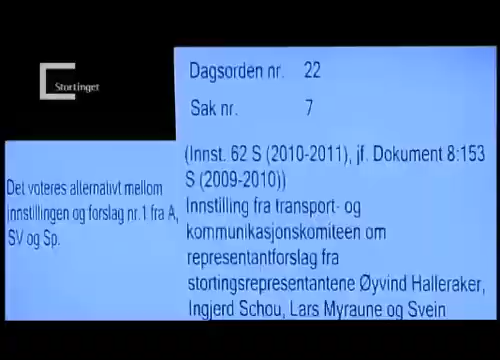 Stortinget
Dagsorden nr. 22
Sak nr. 7
(Innst. 62 S (2010-2011), jf. Dokument 8:153
S (2009-2010))
Innstilling fra transport- og
kommunikasjonskomiteen om
representantforslag fra
stortingsrepresentantene Øyvind Halleraker,
Ingjerd Schou, Lars Myraune og Svein
Det voteres alternativt mellom
innstillingen og forslag nr.1 fra A,
SV og Sp.